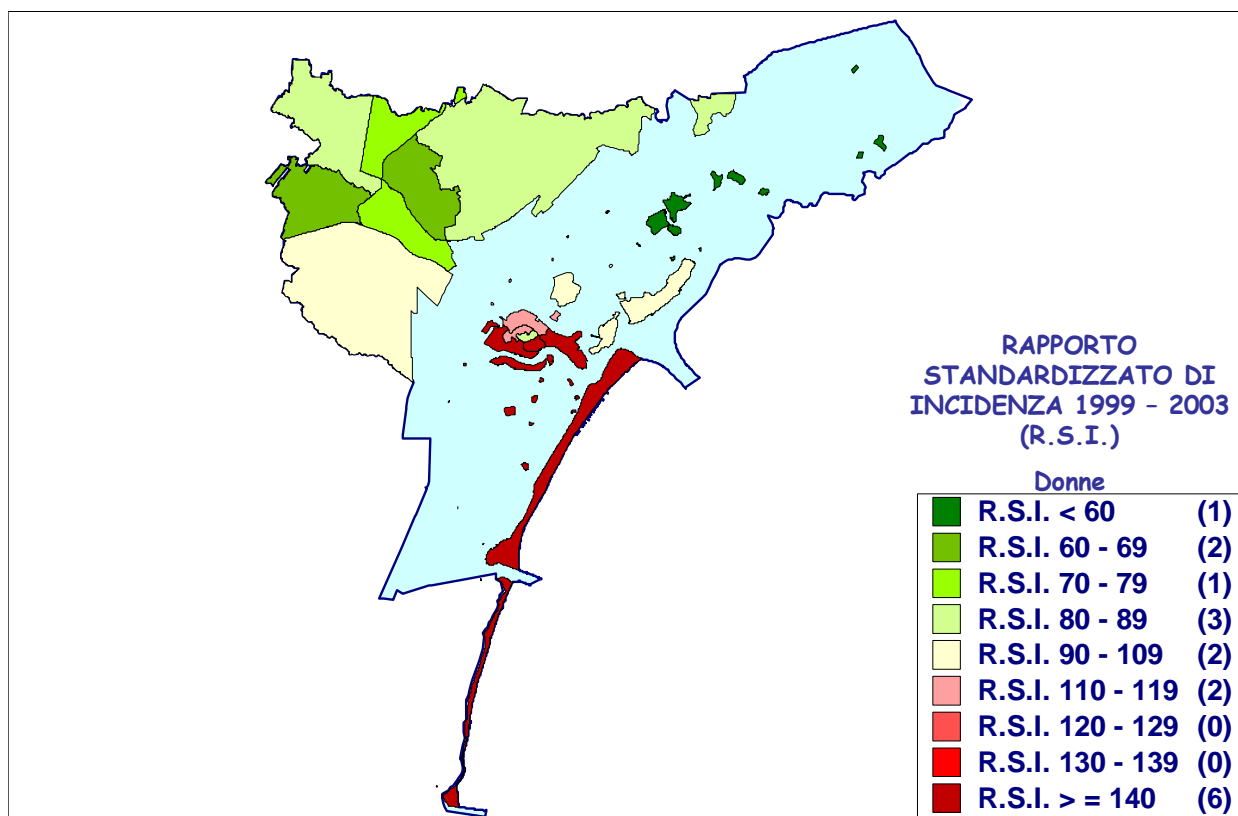 RAPPORTO
STANDARDIZZATO DI
INCIDENZA 1999 - 2003
(R.S.I.)
Donne
R.S.I. < 60 (1)
R.S.I. 60 - 69 (2)
R.S.I. 70 - 79 (1)
R.S.I. 80 - 89 (3)
R.S.I. 90 - 109 (2)
R.S.I. 110 - 119 (2)
R.S.I. 120 - 129 (0)
R.S.I. 130 - 139 (0)
R.S.I. > = 140 (6)